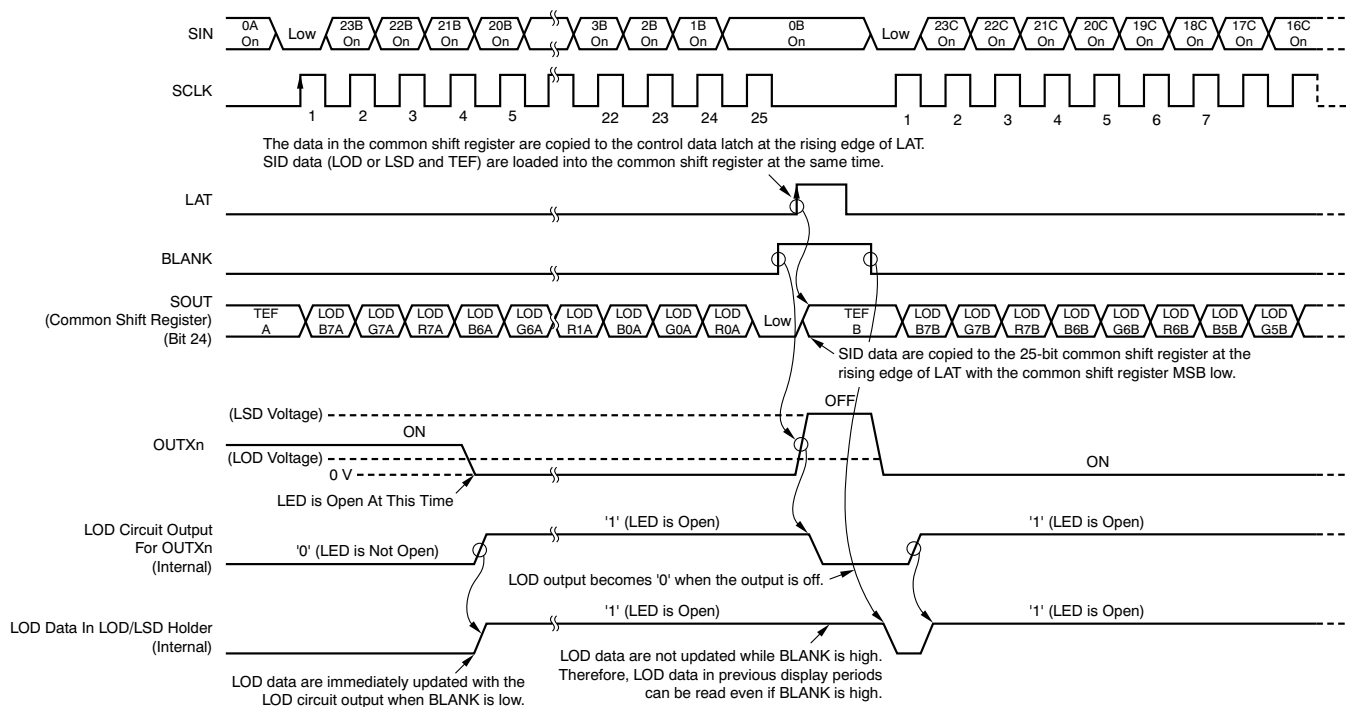 SIN
0A On
Low
23B On
22B On
21B On
20B On
3B On
2B On
1B On
0B On
Low
23C On
22C On
21C On
20C On
19C On
18C On
17C On
16C On
SCLK
1 2 3 4 5 22 23 24 25 1 2 3 4 5 6 7
The data in the common shift register are copied to the control data latch at the rising edge of LAT.
SID data (LOD or LSD and TEF) are loaded into the common shift register at the same time.
LAT
BLANK
SOUT
(Common Shift Register)
(Bit 24)
TEF A
LOD B7A
LOD G7A
LOD R7A
LOD B6A
LOD G6A
LOD R1A
LOD B0A
LOD G0A
LOD R0A
Low
TEF B
LOD B7B
LOD G7B
LOD R7B
LOD B6B
LOD G6B
LOD R6B
LOD B5B
LOD G5B
SID data are copied to the 25-bit common shift register at the
rising edge of LAT with the common shift register MSB low.
OUTXn
(LSD Voltage)
ON
OFF
(LOD Voltage)
0 V
ON
LED is Open At This Time
LOD Circuit Output
For OUTXn
(Internal)
'0' (LED is Not Open)
'1' (LED is Open)
'1' (LED is Open)
LOD output becomes '0' when the output is off.
LOD Data In LOD/LSD Holder
(Internal)
'1' (LED is Open)
'1' (LED is Open)
LOD data are immediately updated with the
LOD circuit output when BLANK is low.
LOD data are not updated while BLANK is high.
Therefore, LOD data in previous display periods
can be read even if BLANK is high.